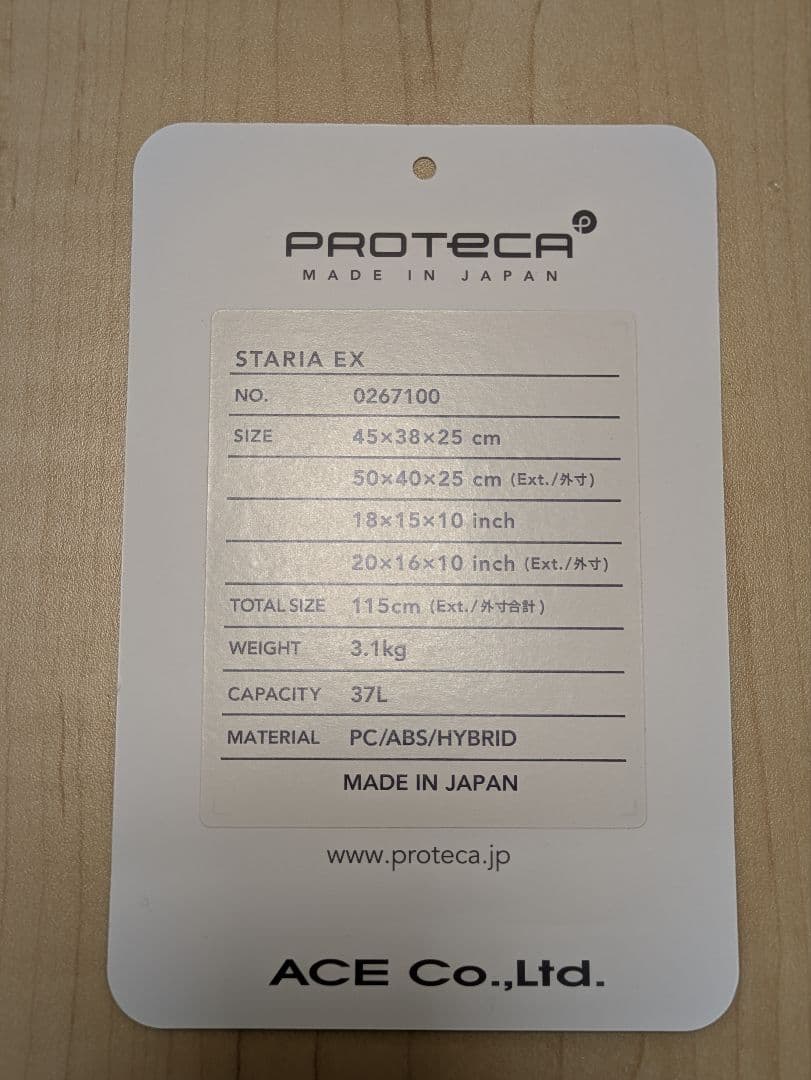 PROTECA
MADE IN JAPAN
STARIA EX
NO. 0267100
SIZE 45×38×25 cm
50×40×25 cm (Ext./外寸)
18×15×10 inch
20×16×10 inch (Ext./外寸)
TOTAL SIZE 115cm (Ext./外寸合計)
WEIGHT 3.1kg
CAPACITY 37L
MATERIAL PC/ABS/HYBRID
MADE IN JAPAN
www.proteca.jp
ACE Co.,Ltd.